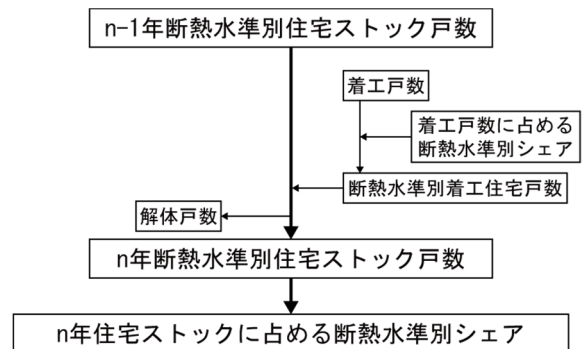 n-1年断熱水準別住宅ストック戸数
着工戸数
着工戸数に占める
断熱水準別シェア
断熱水準別着工住宅戸数
解体戸数
n年断熱水準別住宅ストック戸数
n年住宅ストックに占める断熱水準別シェア